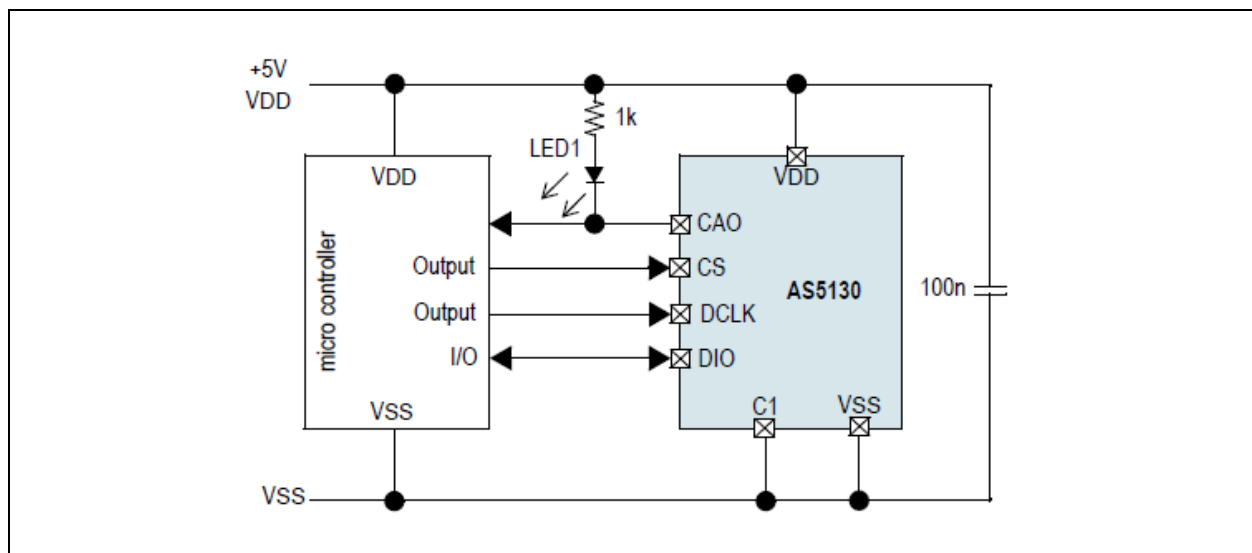 +5V
VDD
1k
LED1
VDD
VDD
CAO
micro controller
Output
CS
AS5130
100n
Output
DCLK
I/O
DIO
VSS
C1
VSS
VSS